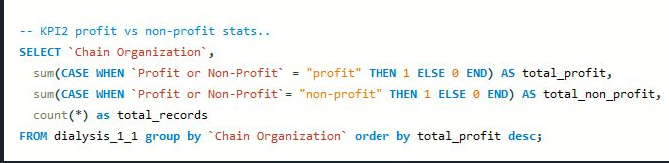 -- KPI2 profit vs non-profit stats..
SELECT `Chain Organization`,
sum(CASE WHEN `Profit or Non-Profit` = "profit" THEN 1 ELSE 0 END) AS total_profit,
sum(CASE WHEN `Profit or Non-Profit`= "non-profit" THEN 1 ELSE 0 END) AS total_non_profit,
count(*) as total_records
FROM dialysis_1_1 group by `Chain Organization` order by total_profit desc;